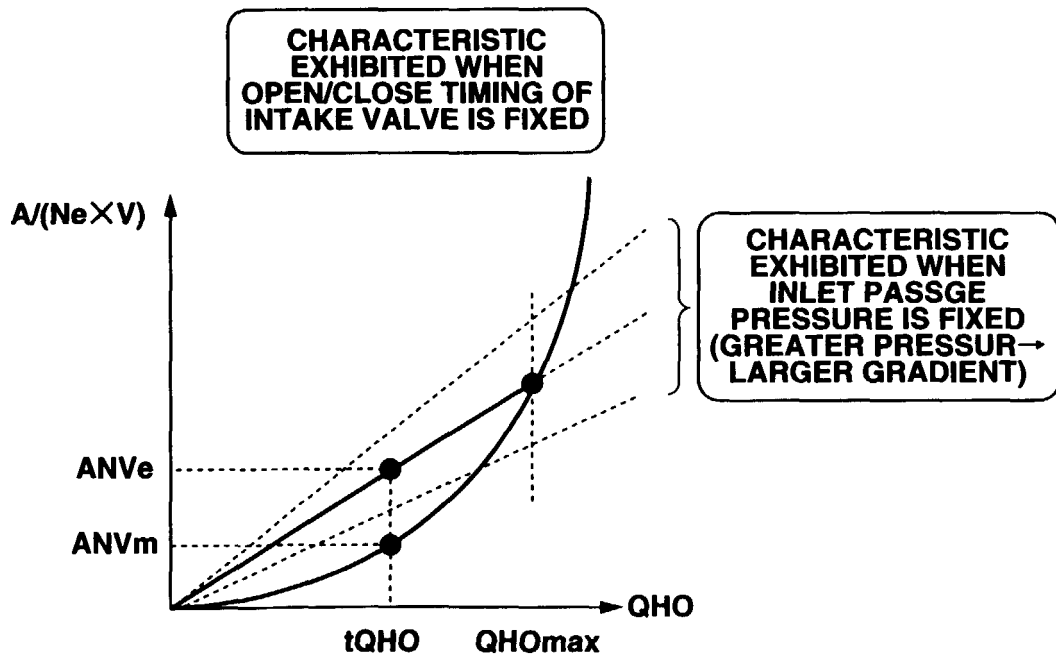 CHARACTERISTIC
EXHIBITED WHEN
OPEN/CLOSE TIMING OF
INTAKE VALVE IS FIXED
A/(Ne×V)
CHARACTERISTIC
EXHIBITED WHEN
INLET PASSGE
PRESSURE IS FIXED
(GREATER PRESSUR→
LARGER GRADIENT)
ANVe
ANVm
QHO
tQHO
QHOmax